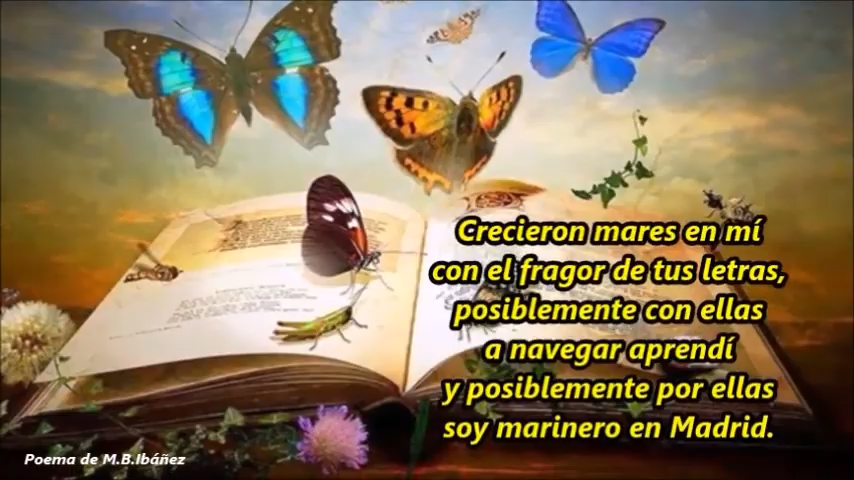 Crecieron mares en mí
con el fragor de tus letras,
posiblemente con ellas
a navegar aprendí
y posiblemente por ellas
soy marinero en Madrid.
Poema de M.B.Ibáñez